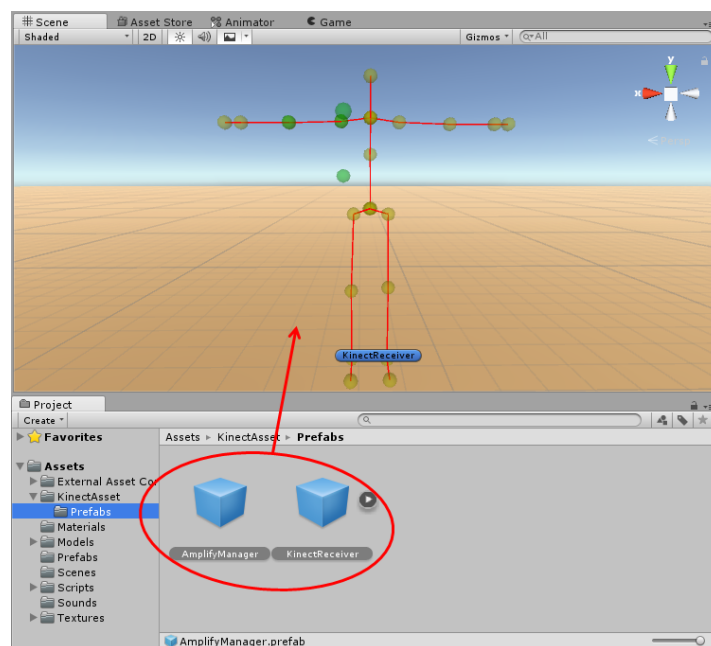 Scene Asset Store Animator Game
Shaded 2D Gizmos All
y
x
KinectReceiver
Project
Create
Favorites Assets KinectAsset Prefabs
Assets
External Asset Co
KinectAsset
Prefabs
Materials
Models AmplifyManager KinectReceiver
Prefabs
Scenes
Scripts
Sounds
Textures
AmplifyManager.prefab